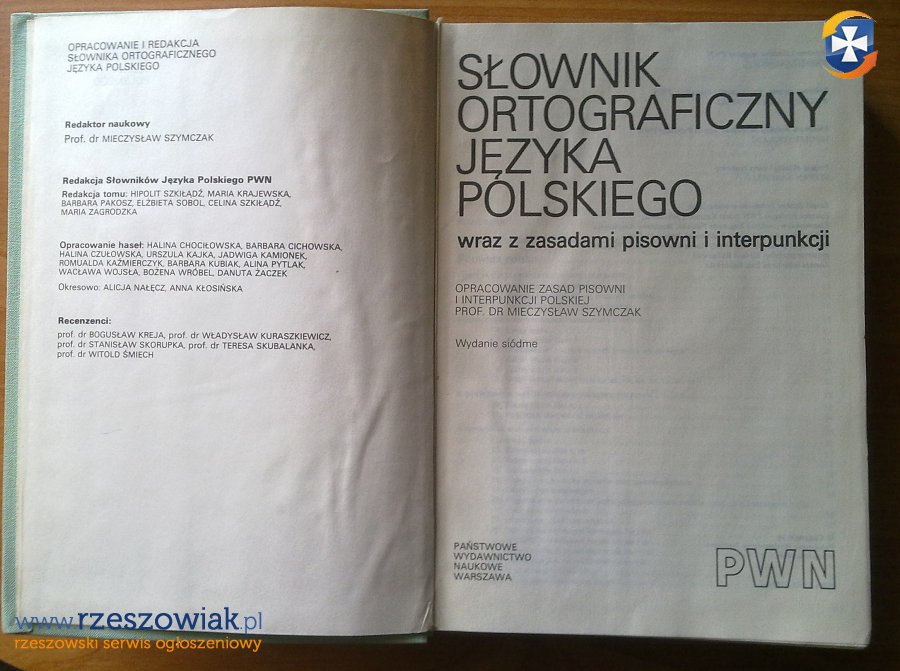 OPRACOWANIE I REDAKCJA
SŁOWNIKA ORTOGRAFICZNEGO
JĘZYKA POLSKIEGO
Redaktor naukowy
Prof. dr MIECZYSŁAW SZYMCZAK
Redakcja Słowników Języka Polskiego PWN
Redakcja tomu: HIPOLIT SZKIŁĄDŹ, MARIA KRAJEWSKA,
BARBARA PAKOSZ, ELŻBIETA SOBOL, CELINA SZKIŁĄDŹ,
MARIA ZAGRODZKA
Opracowanie haseł: HALINA CHOCIŁOWSKA, BARBARA CICHOWSKA,
HALINA CZUŁOWSKA, URSZULA KAJKA, JADWIGA KAMIONEK,
ROMUALDA KAŹMIERCZYK, BARBARA KUBIAK, ALINA PYTLAK,
WACŁAWA WOJSŁA, BOŻENA WRÓBEL, DANUTA ŻACZEK
Okresowo: ALICJA NAŁĘCZ, ANNA KŁOSIŃSKA
Recenzenci:
prof. dr BOGUSŁAW KREJA, prof. dr WŁADYSŁAW KURASZKIEWICZ,
prof. dr STANISŁAW SKORUPKA, prof. dr TERESA SKUBALANKA,
prof. dr WITOLD ŚMIECH
SŁOWNIK
ORTOGRAFICZNY
JĘZYKA
POLSKIEGO
wraz z zasadami pisowni i interpunkcji
OPRACOWANIE ZASAD PISOWNI
I INTERPUNKCJI POLSKIEJ
PROF. DR MIECZYSŁAW SZYMCZAK
Wydanie siódme
PAŃSTWOWE
WYDAWNICTWO
NAUKOWE
WARSZAWA
PWN
www.rzeszowiak.pl
rzeszowski serwis ogłoszeniowy